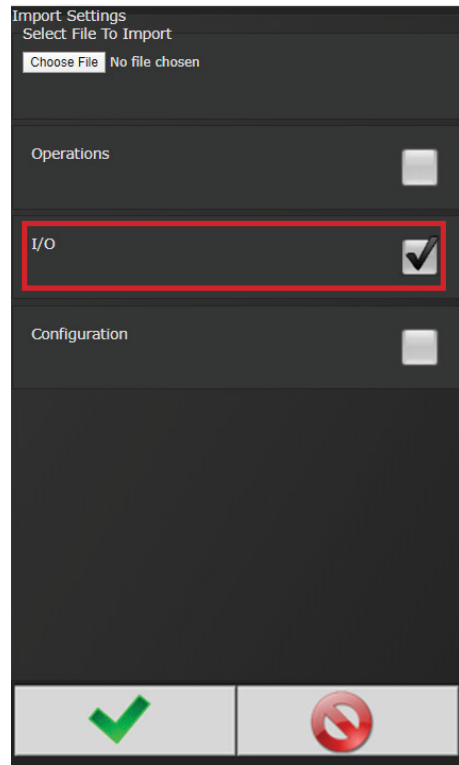 Import Settings
Select File To Import
Choose File No file chosen
Operations
I/O
Configuration